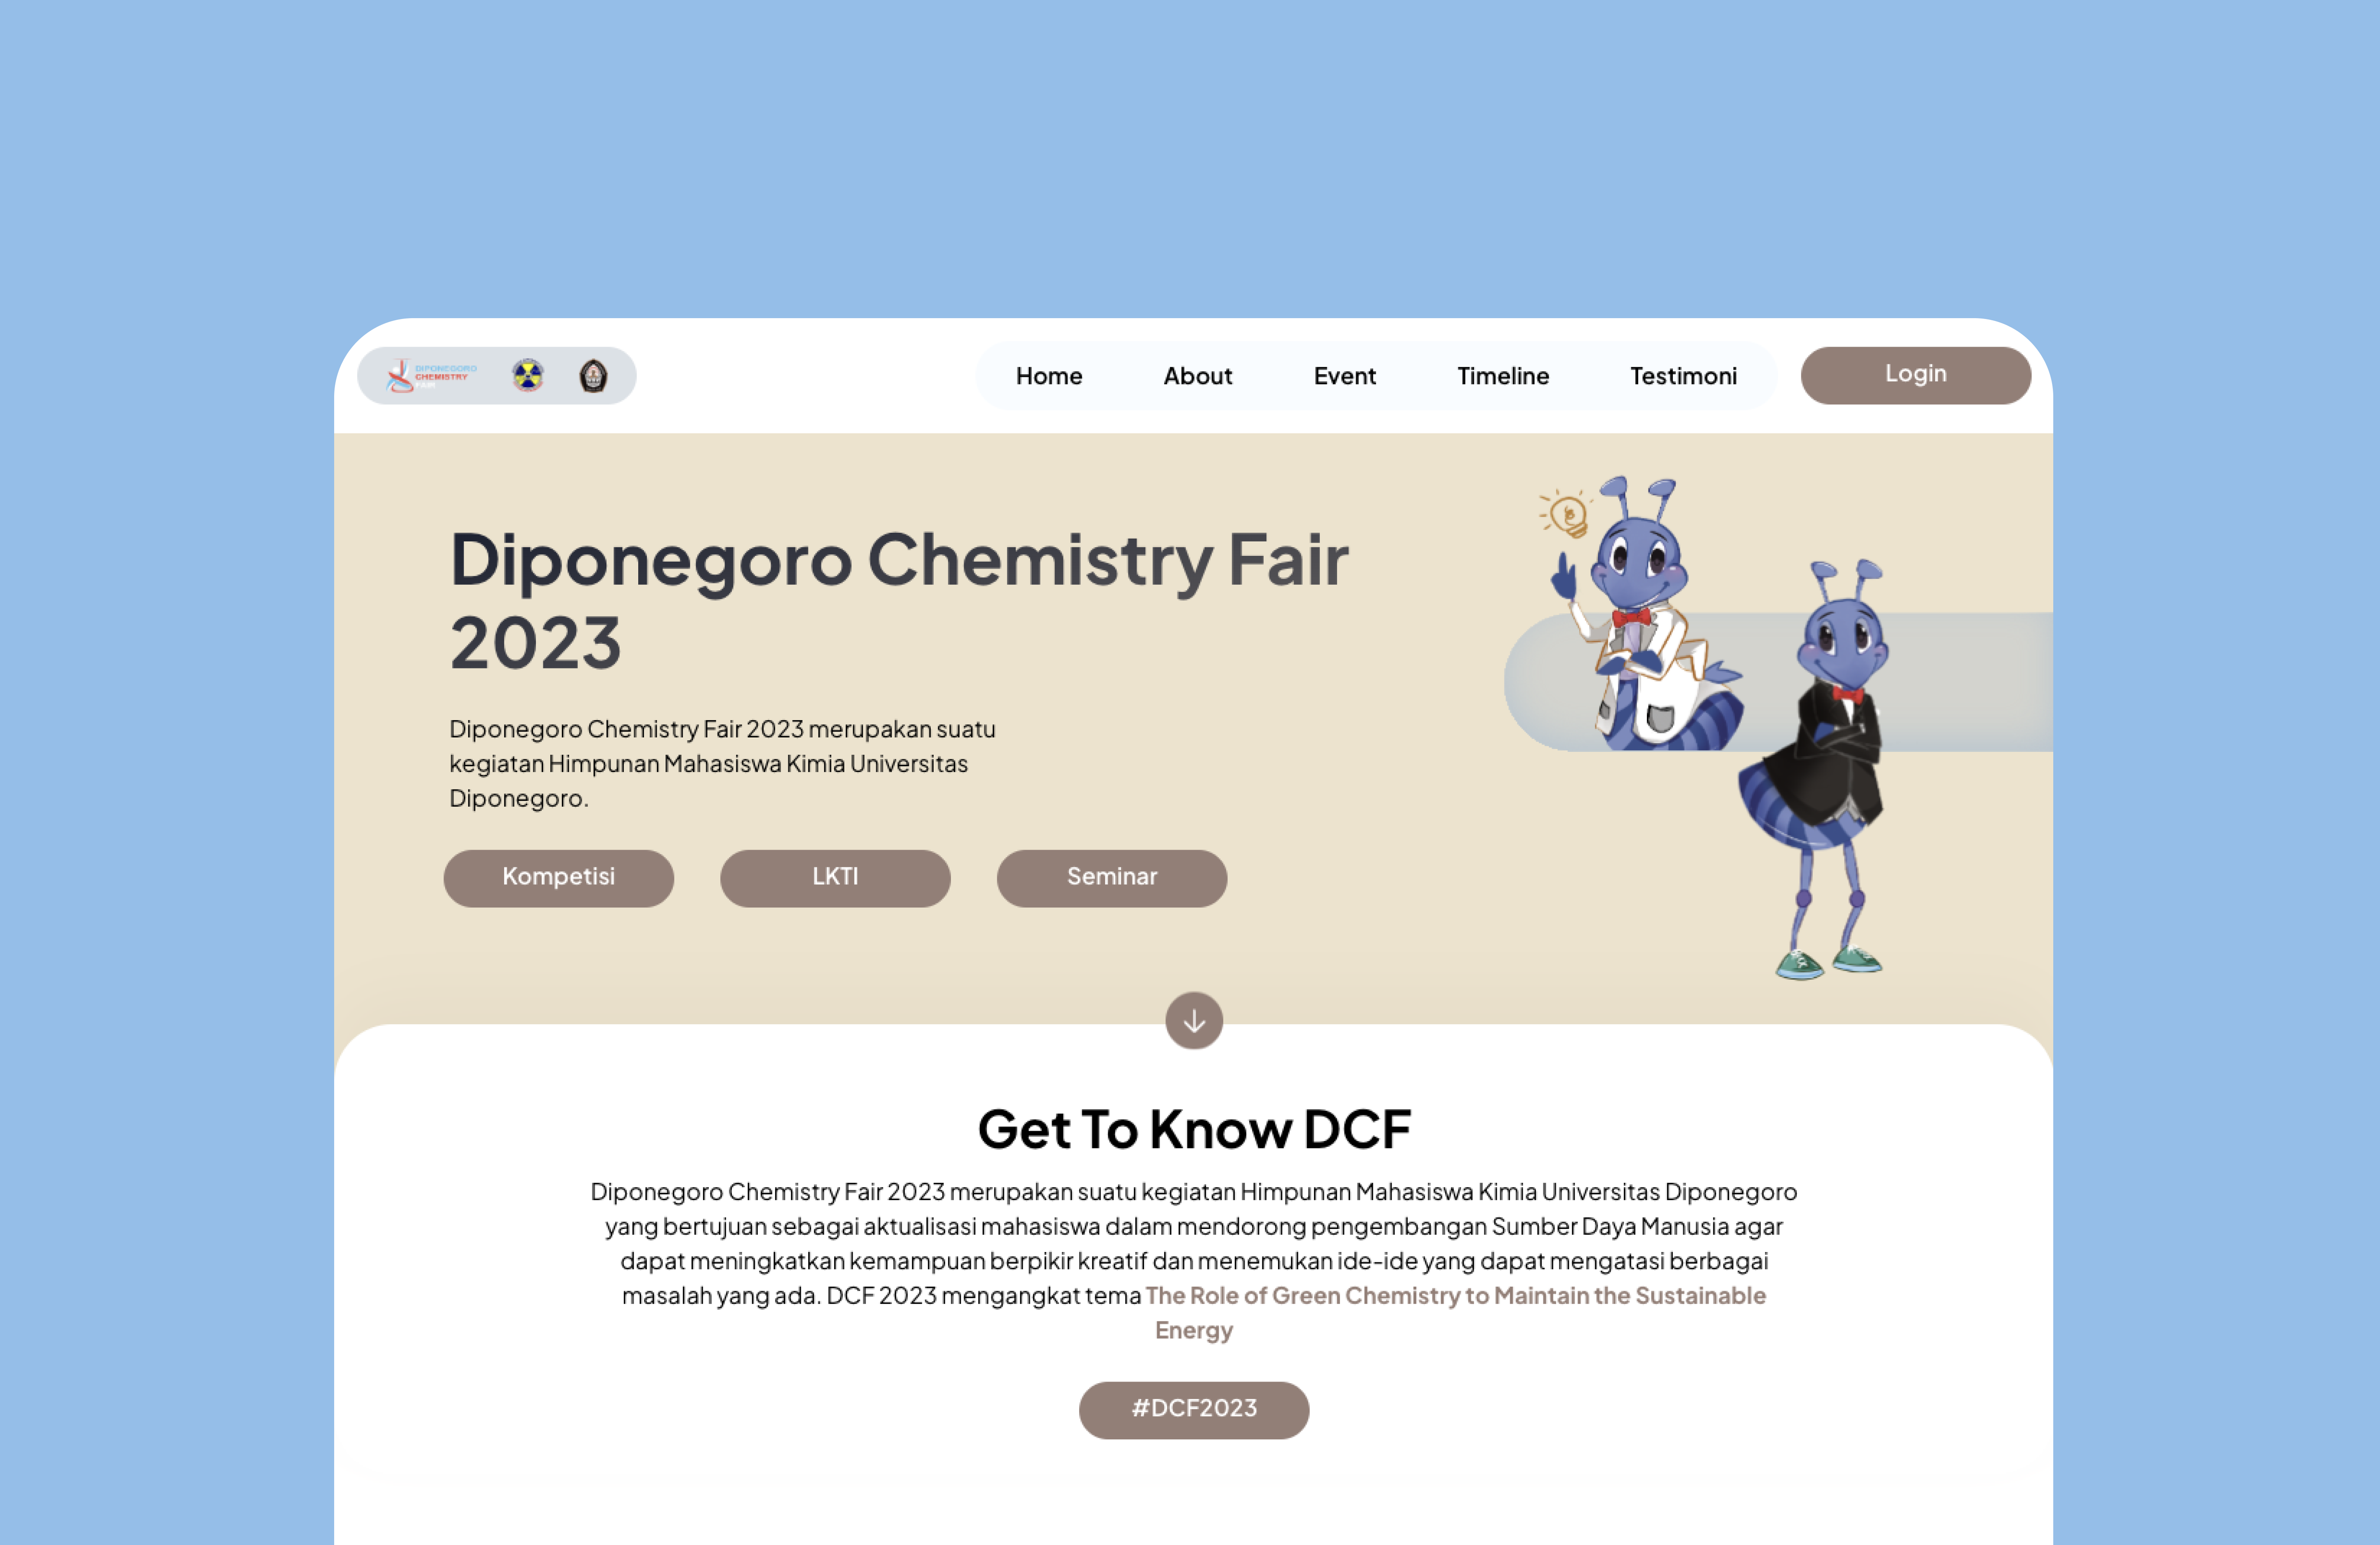 DIPONEGORO
CHEMISTRY
FAIR
Home About Event Timeline Testimoni Login
Diponegoro Chemistry Fair
2023
Diponegoro Chemistry Fair 2023 merupakan suatu
kegiatan Himpunan Mahasiswa Kimia Universitas
Diponegoro.
Kompetisi LKTI Seminar
Get To Know DCF
Diponegoro Chemistry Fair 2023 merupakan suatu kegiatan Himpunan Mahasiswa Kimia Universitas Diponegoro
yang bertujuan sebagai aktualisasi mahasiswa dalam mendorong pengembangan Sumber Daya Manusia agar
dapat meningkatkan kemampuan berpikir kreatif dan menemukan ide-ide yang dapat mengatasi berbagai
masalah yang ada. DCF 2023 mengangkat tema The Role of Green Chemistry to Maintain the Sustainable
Energy
#DCF2023